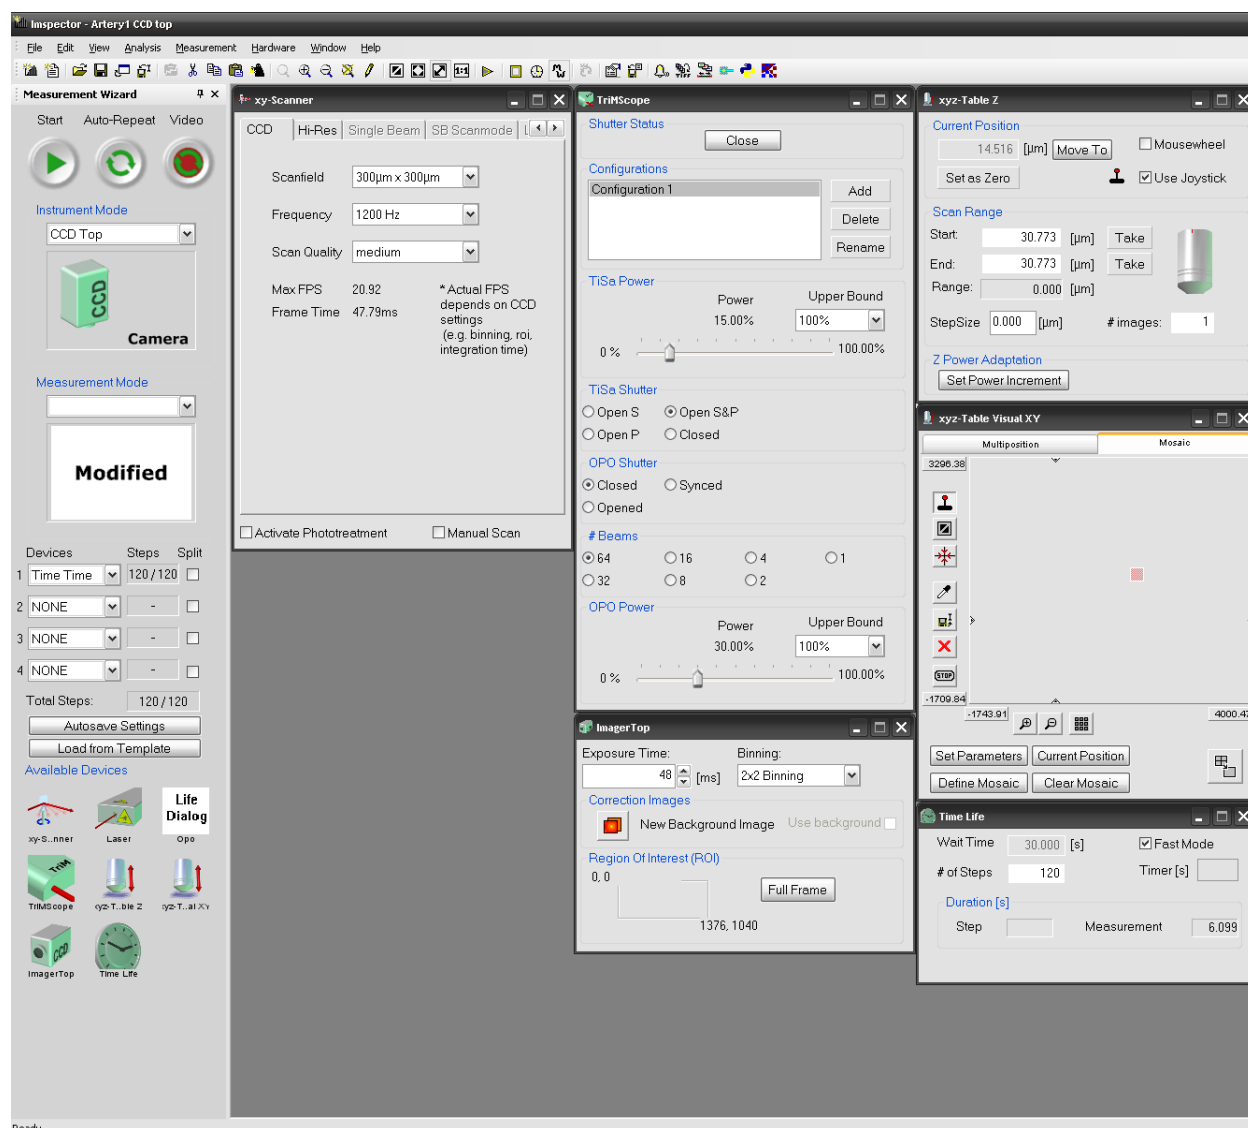 Imspector - Artery1 CCD top
File Edit View Analysis Measurement Hardware Window Help
Measurement Wizard
Start Auto-Repeat Video
Instrument Mode
CCD Top
CCD
Camera
Measurement Mode
Modified
Devices Steps Split
1 Time Time 120 / 120
2 NONE -
3 NONE -
4 NONE -
Total Steps: 120 / 120
Autosave Settings
Load from Template
Available Devices
Life Dialog
xy-S..nner Laser Opo
TriM
TriMScope xyz-T..ble Z xyz-T..al XY
CCD
ImagerTop Time Life
xy-Scanner
CCD Hi-Res Single Beam SB Scanmode L
Scanfield 300µm x 300µm
Frequency 1200 Hz
Scan Quality medium
Max FPS 20.92
Frame Time 47.79ms
* Actual FPS
depends on CCD
settings
(e.g. binning, roi,
integration time)
Activate Phototreatment Manual Scan
TriMScope
Shutter Status
Close
Configurations
Configuration 1
Add
Delete
Rename
TiSa Power
Power Upper Bound
15.00% 100%
0 % 100.00%
TiSa Shutter
Open S Open S&P
Open P Closed
OPO Shutter
Closed Synced
Opened
# Beams
64 16 4 1
32 8 2
OPO Power
Power Upper Bound
30.00% 100%
0 % 100.00%
ImagerTop
Exposure Time: Binning:
48 [ms] 2x2 Binning
Correction Images
New Background Image Use background
Region Of Interest (ROI)
0, 0
Full Frame
1376, 1040
xyz-Table Z
Current Position
14.516 [µm] Move To Mousewheel
Set as Zero Use Joystick
Scan Range
Start: 30.773 [µm] Take
End: 30.773 [µm] Take
Range: 0.000 [µm]
StepSize 0.000 [µm] # images: 1
Z Power Adaptation
Set Power Increment
xyz-Table Visual XY
Multiposition Mosaic
3296.38
STOP
-1709.84
-1743.91 4000.47
Set Parameters Current Position
Define Mosaic Clear Mosaic
Time Life
Wait Time 30.000 [s] Fast Mode
# of Steps 120 Timer [s]
Duration [s]
Step Measurement 6.099
Ready